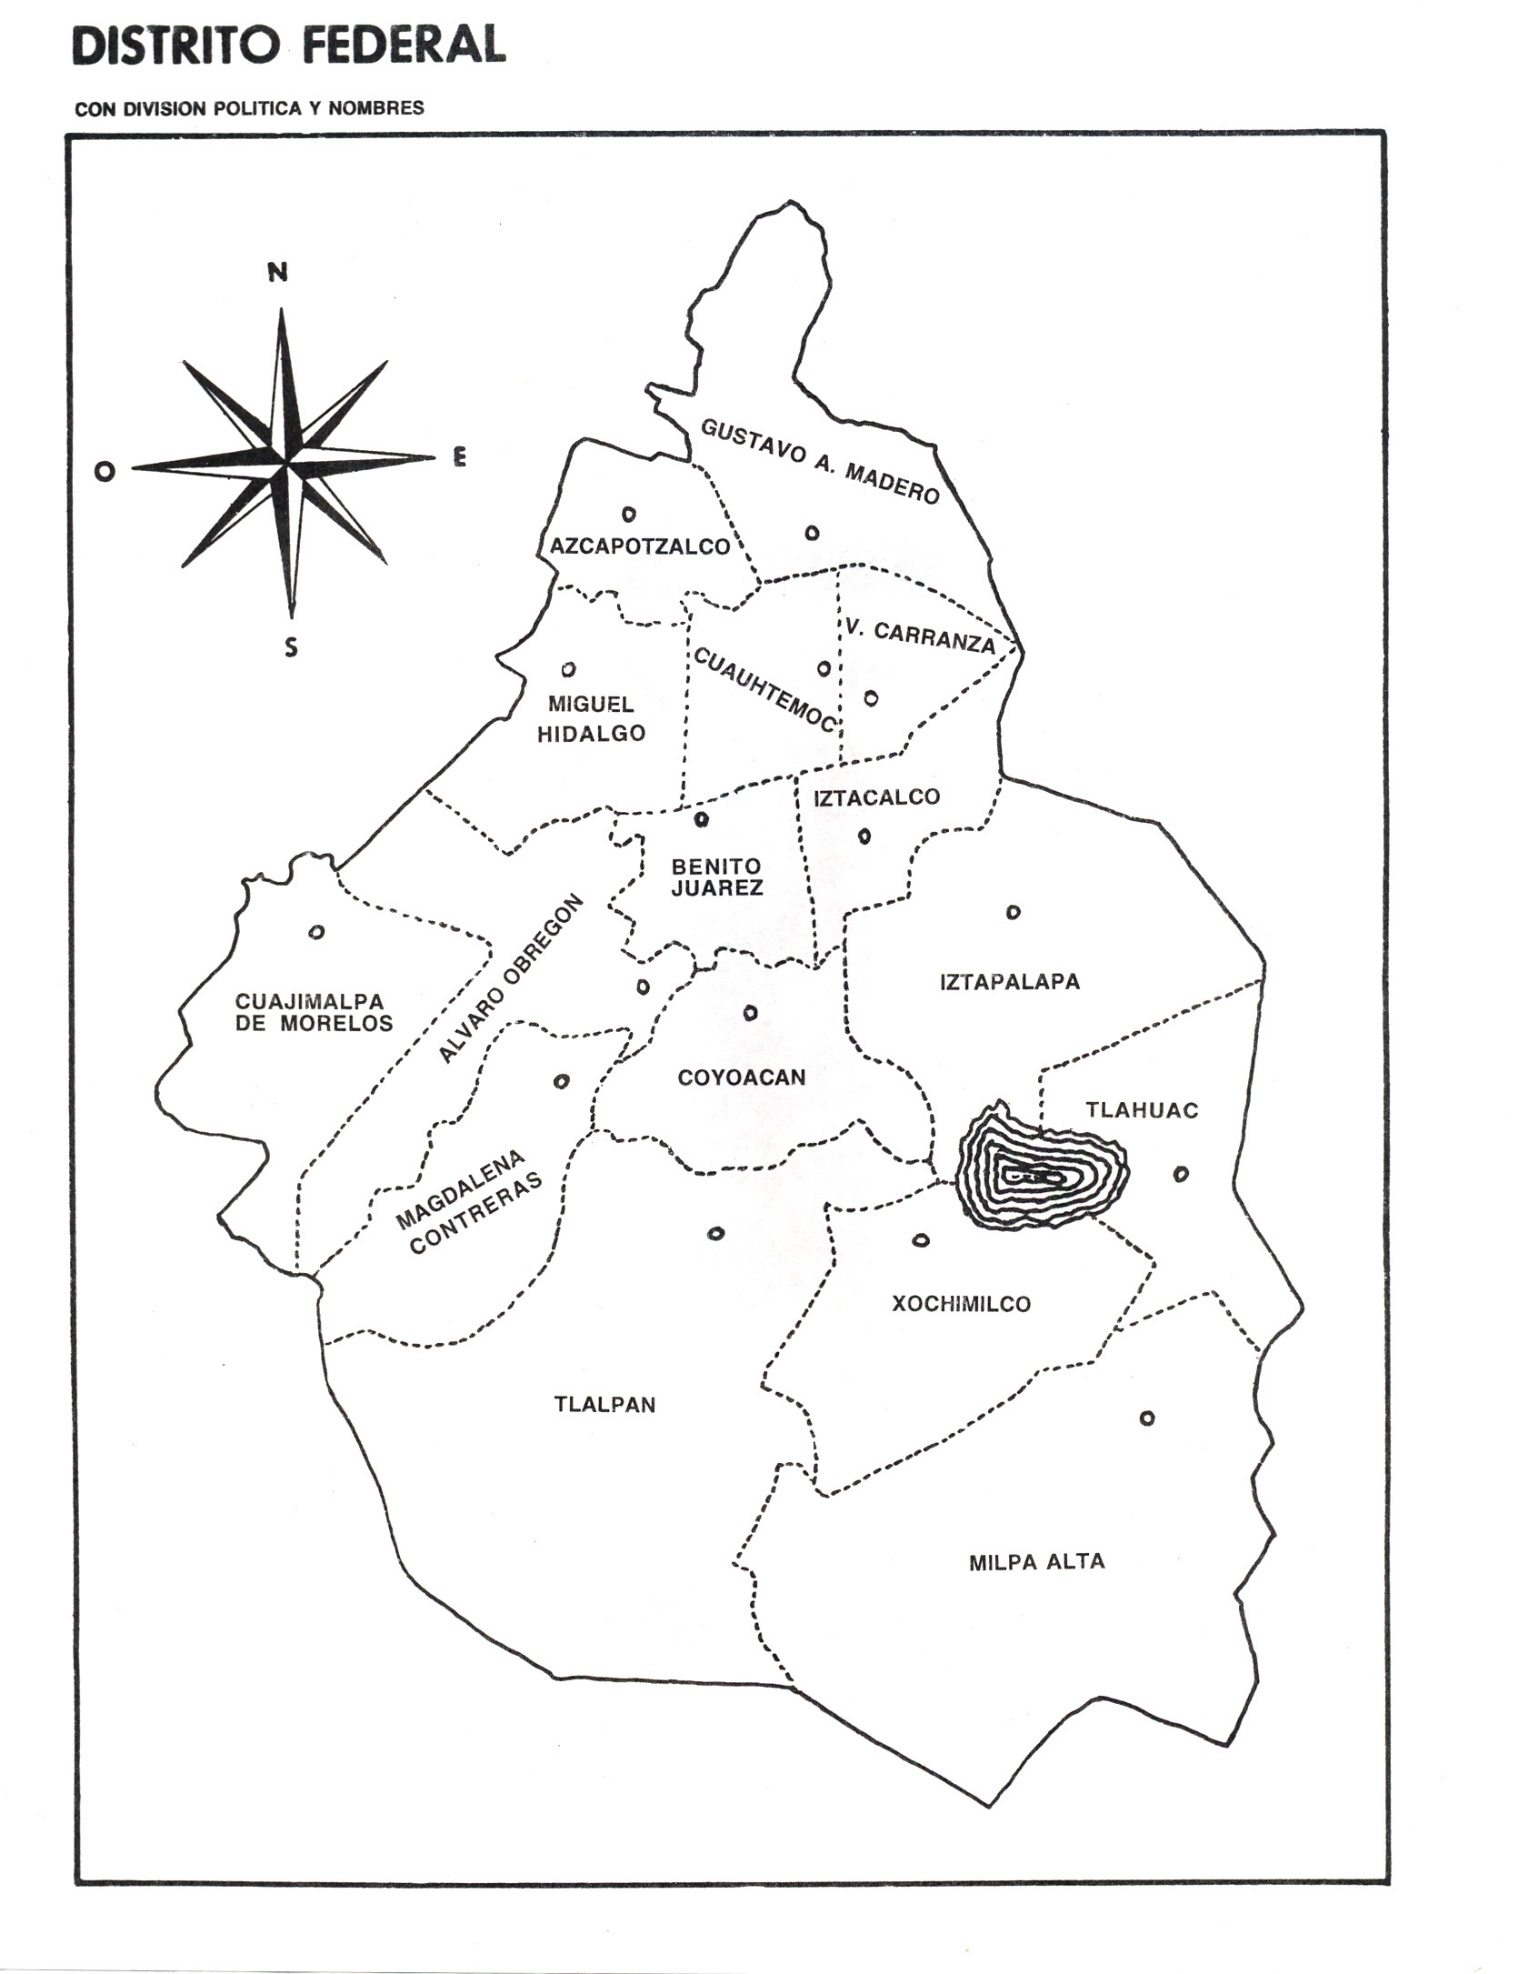 DISTRITO FEDERAL
CON DIVISION POLITICA Y NOMBRES
N
O
E
S
GUSTAVO A. MADERO
AZCAPOTZALCO
V. CARRANZA
CUAUHTEMOC
MIGUEL
HIDALGO
IZTACALCO
BENITO
JUAREZ
ALVARO OBREGON
IZTAPALAPA
CUAJIMALPA
DE MORELOS
COYOACAN
TLAHUAC
MAGDALENA
CONTRERAS
XOCHIMILCO
TLALPAN
MILPA ALTA